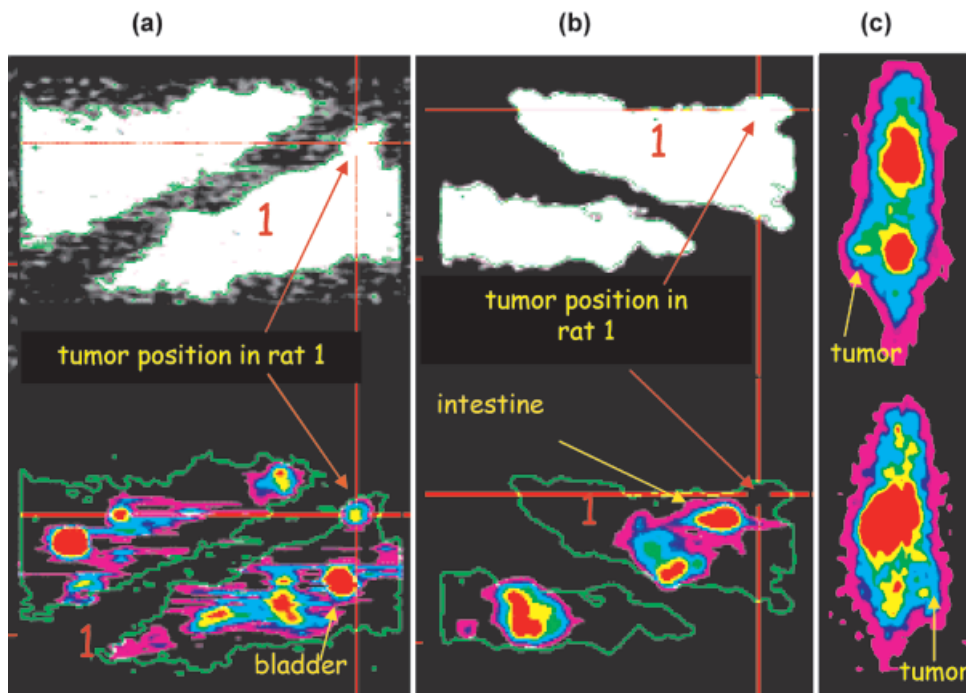 (a)
(b)
(c)
1
1
tumor position in rat 1
tumor position in
rat 1
tumor
intestine
1
1
bladder
tumor